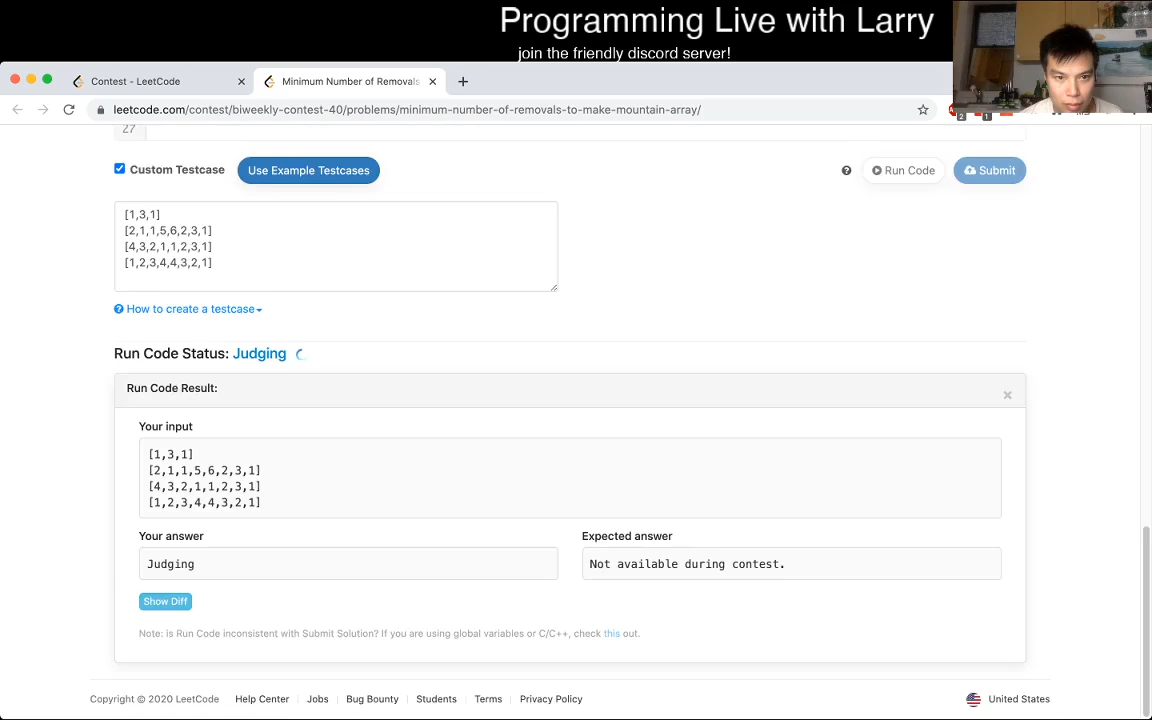 Programming Live with Larry
join the friendly discord server!
Contest - LeetCode
Minimum Number of Removals
leetcode.com/contest/biweekly-contest-40/problems/minimum-number-of-removals-to-make-mountain-array/
2
1
27
Custom Testcase
Use Example Testcases
Run Code
Submit
[1,3,1]
[2,1,1,5,6,2,3,1]
[4,3,2,1,1,2,3,1]
[1,2,3,4,4,3,2,1]
How to create a testcase
Run Code Status: Judging
Run Code Result:
Your input
[1,3,1]
[2,1,1,5,6,2,3,1]
[4,3,2,1,1,2,3,1]
[1,2,3,4,4,3,2,1]
Your answer
Expected answer
Judging
Not available during contest.
Show Diff
Note: is Run Code inconsistent with Submit Solution? If you are using global variables or C/C++, check this out.
Copyright © 2020 LeetCode
Help Center
Jobs
Bug Bounty
Students
Terms
Privacy Policy
United States